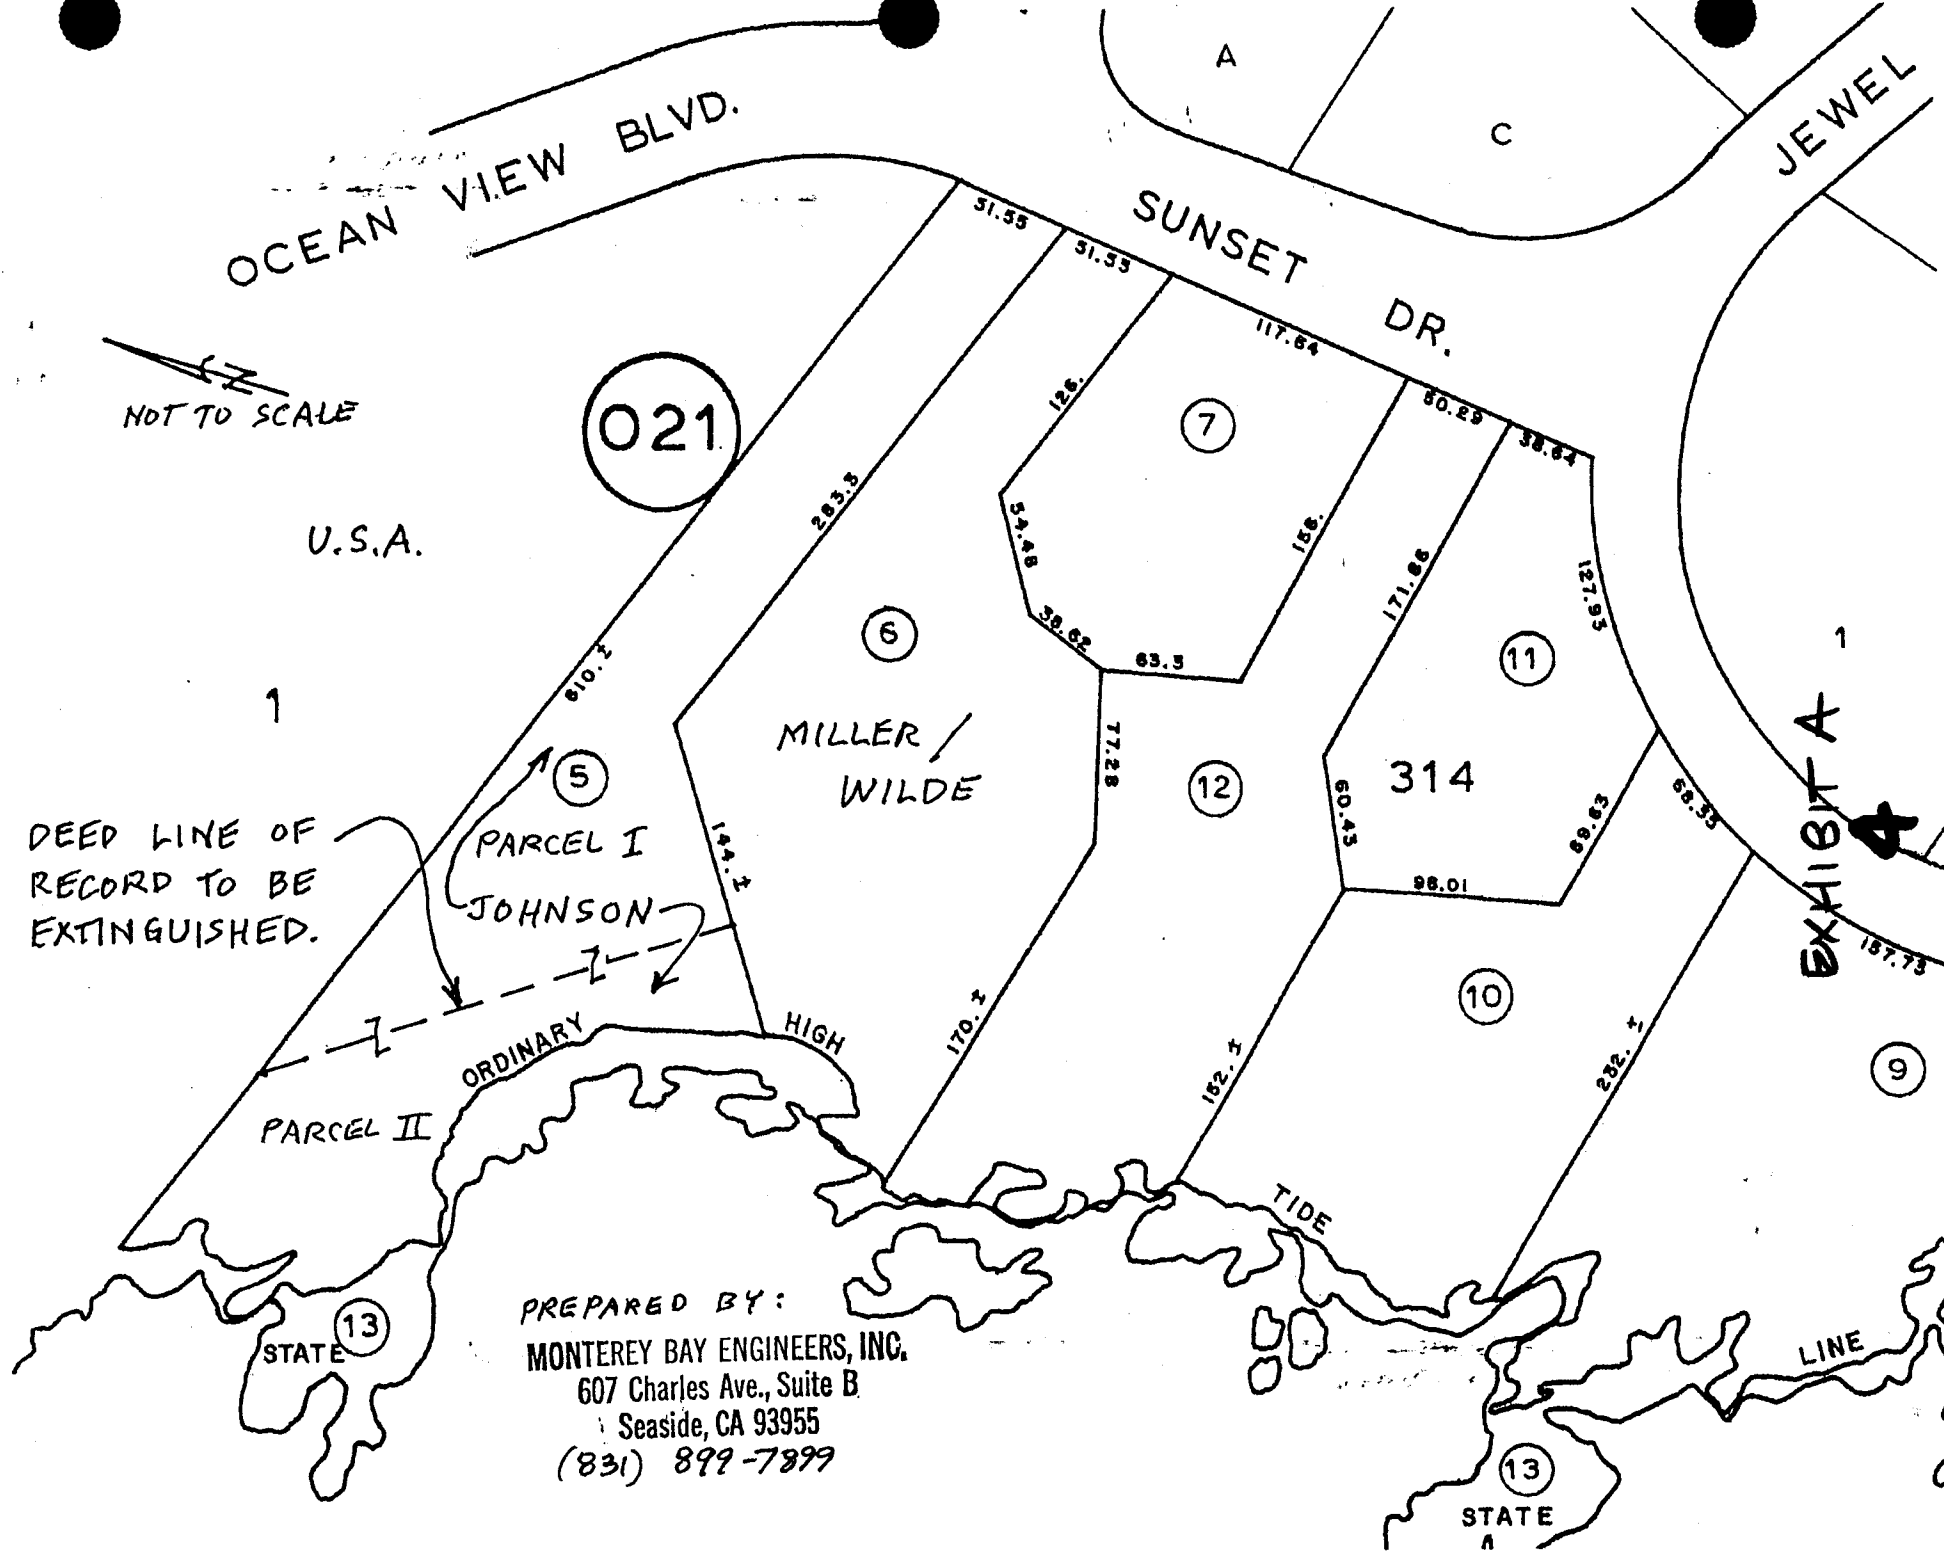 A
C
JEWEL
OCEAN VIEW BLVD.
SUNSET DR.
51.55
51.55
117.64
50.29
38.64
NOT TO SCALE
021
7
126.
283.3
54.48
156.
171.86
127.93
U.S.A.
6
38.62
63.5
11
1
1
610.±
MILLER /
WILDE
77.28
12
314
5
60.43
69.63
68.35
EXHIBIT A
4
DEED LINE OF
RECORD TO BE
EXTINGUISHED.
PARCEL I
JOHNSON
144.±
98.01
157.73
10
9
170.±
152.±
232.±
ORDINARY HIGH TIDE LINE
PARCEL II
13
STATE
PREPARED BY:
MONTEREY BAY ENGINEERS, INC.
607 Charles Ave., Suite B
Seaside, CA 93955
(831) 899-7899
13
STATE